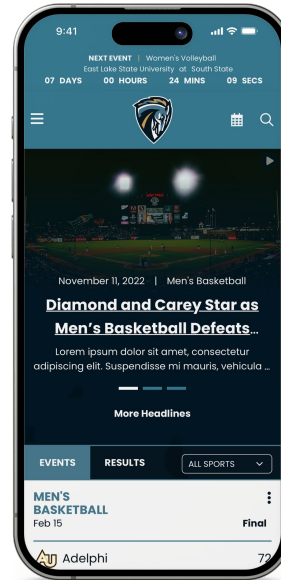 9:41
NEXT EVENT | Women's Volleyball
East Lake State University at South State
07 DAYS 00 HOURS 24 MINS 09 SECS
November 11, 2022 | Men's Basketball
Diamond and Carey Star as
Men's Basketball Defeats...
Lorem ipsum dolor sit amet, consectetur
adipiscing elit. Suspendisse mi mauris, vehicula ...
More Headlines
EVENTS RESULTS ALL SPORTS
MEN'S
BASKETBALL
Feb 15 Final
AU Adelphi 72